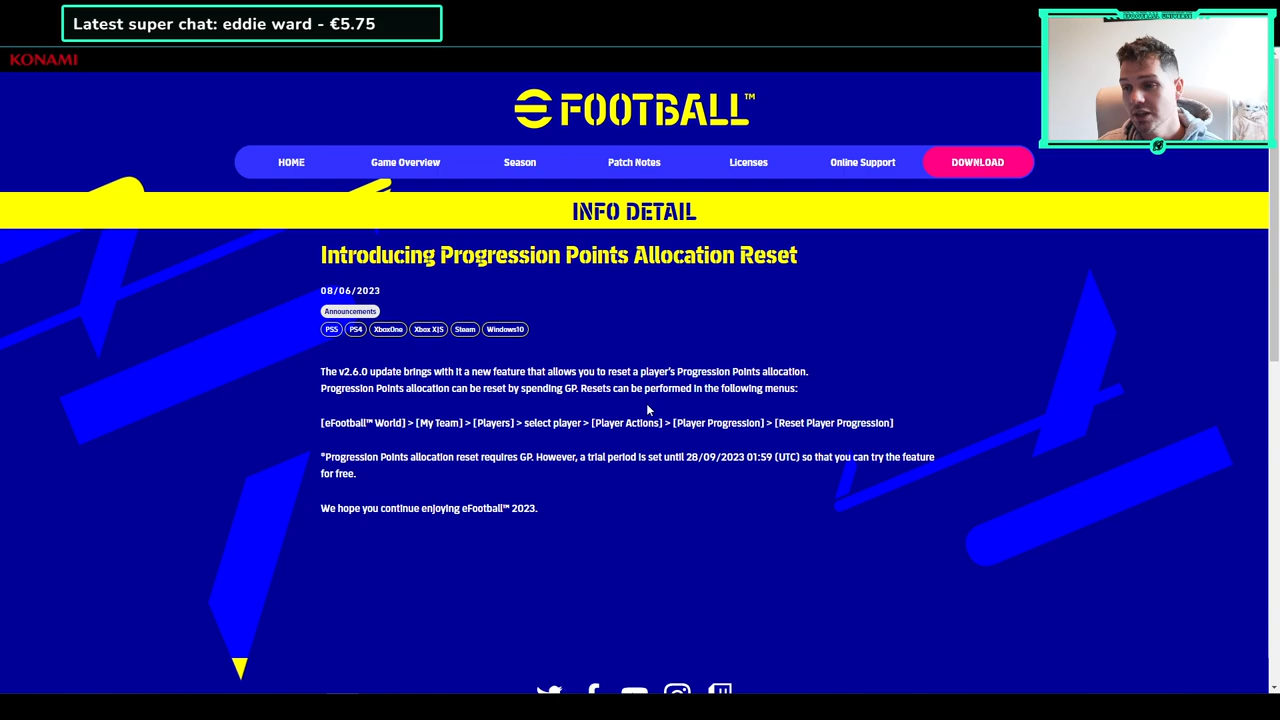 Latest super chat: eddie ward - €5.75
KONAMI
FOOTBALL™
HOME
Game Overview
Season
Patch Notes
Licenses
Online Support
DOWNLOAD
INFO DETAIL
Introducing Progression Points Allocation Reset
08/06/2023
Announcements
PS5
PS4
XboxOne
Xbox X|S
Steam
Windows10
The v2.6.0 update brings with it a new feature that allows you to reset a player's Progression Points allocation.
Progression Points allocation can be reset by spending GP. Resets can be performed in the following menus:
[eFootball™ World] > [My Team] > [Players] > select player > [Player Actions] > [Player Progression] > [Reset Player Progression]
*Progression Points allocation reset requires GP. However, a trial period is set until 28/09/2023 01:59 (UTC) so that you can try the feature
for free.
We hope you continue enjoying eFootball™ 2023.